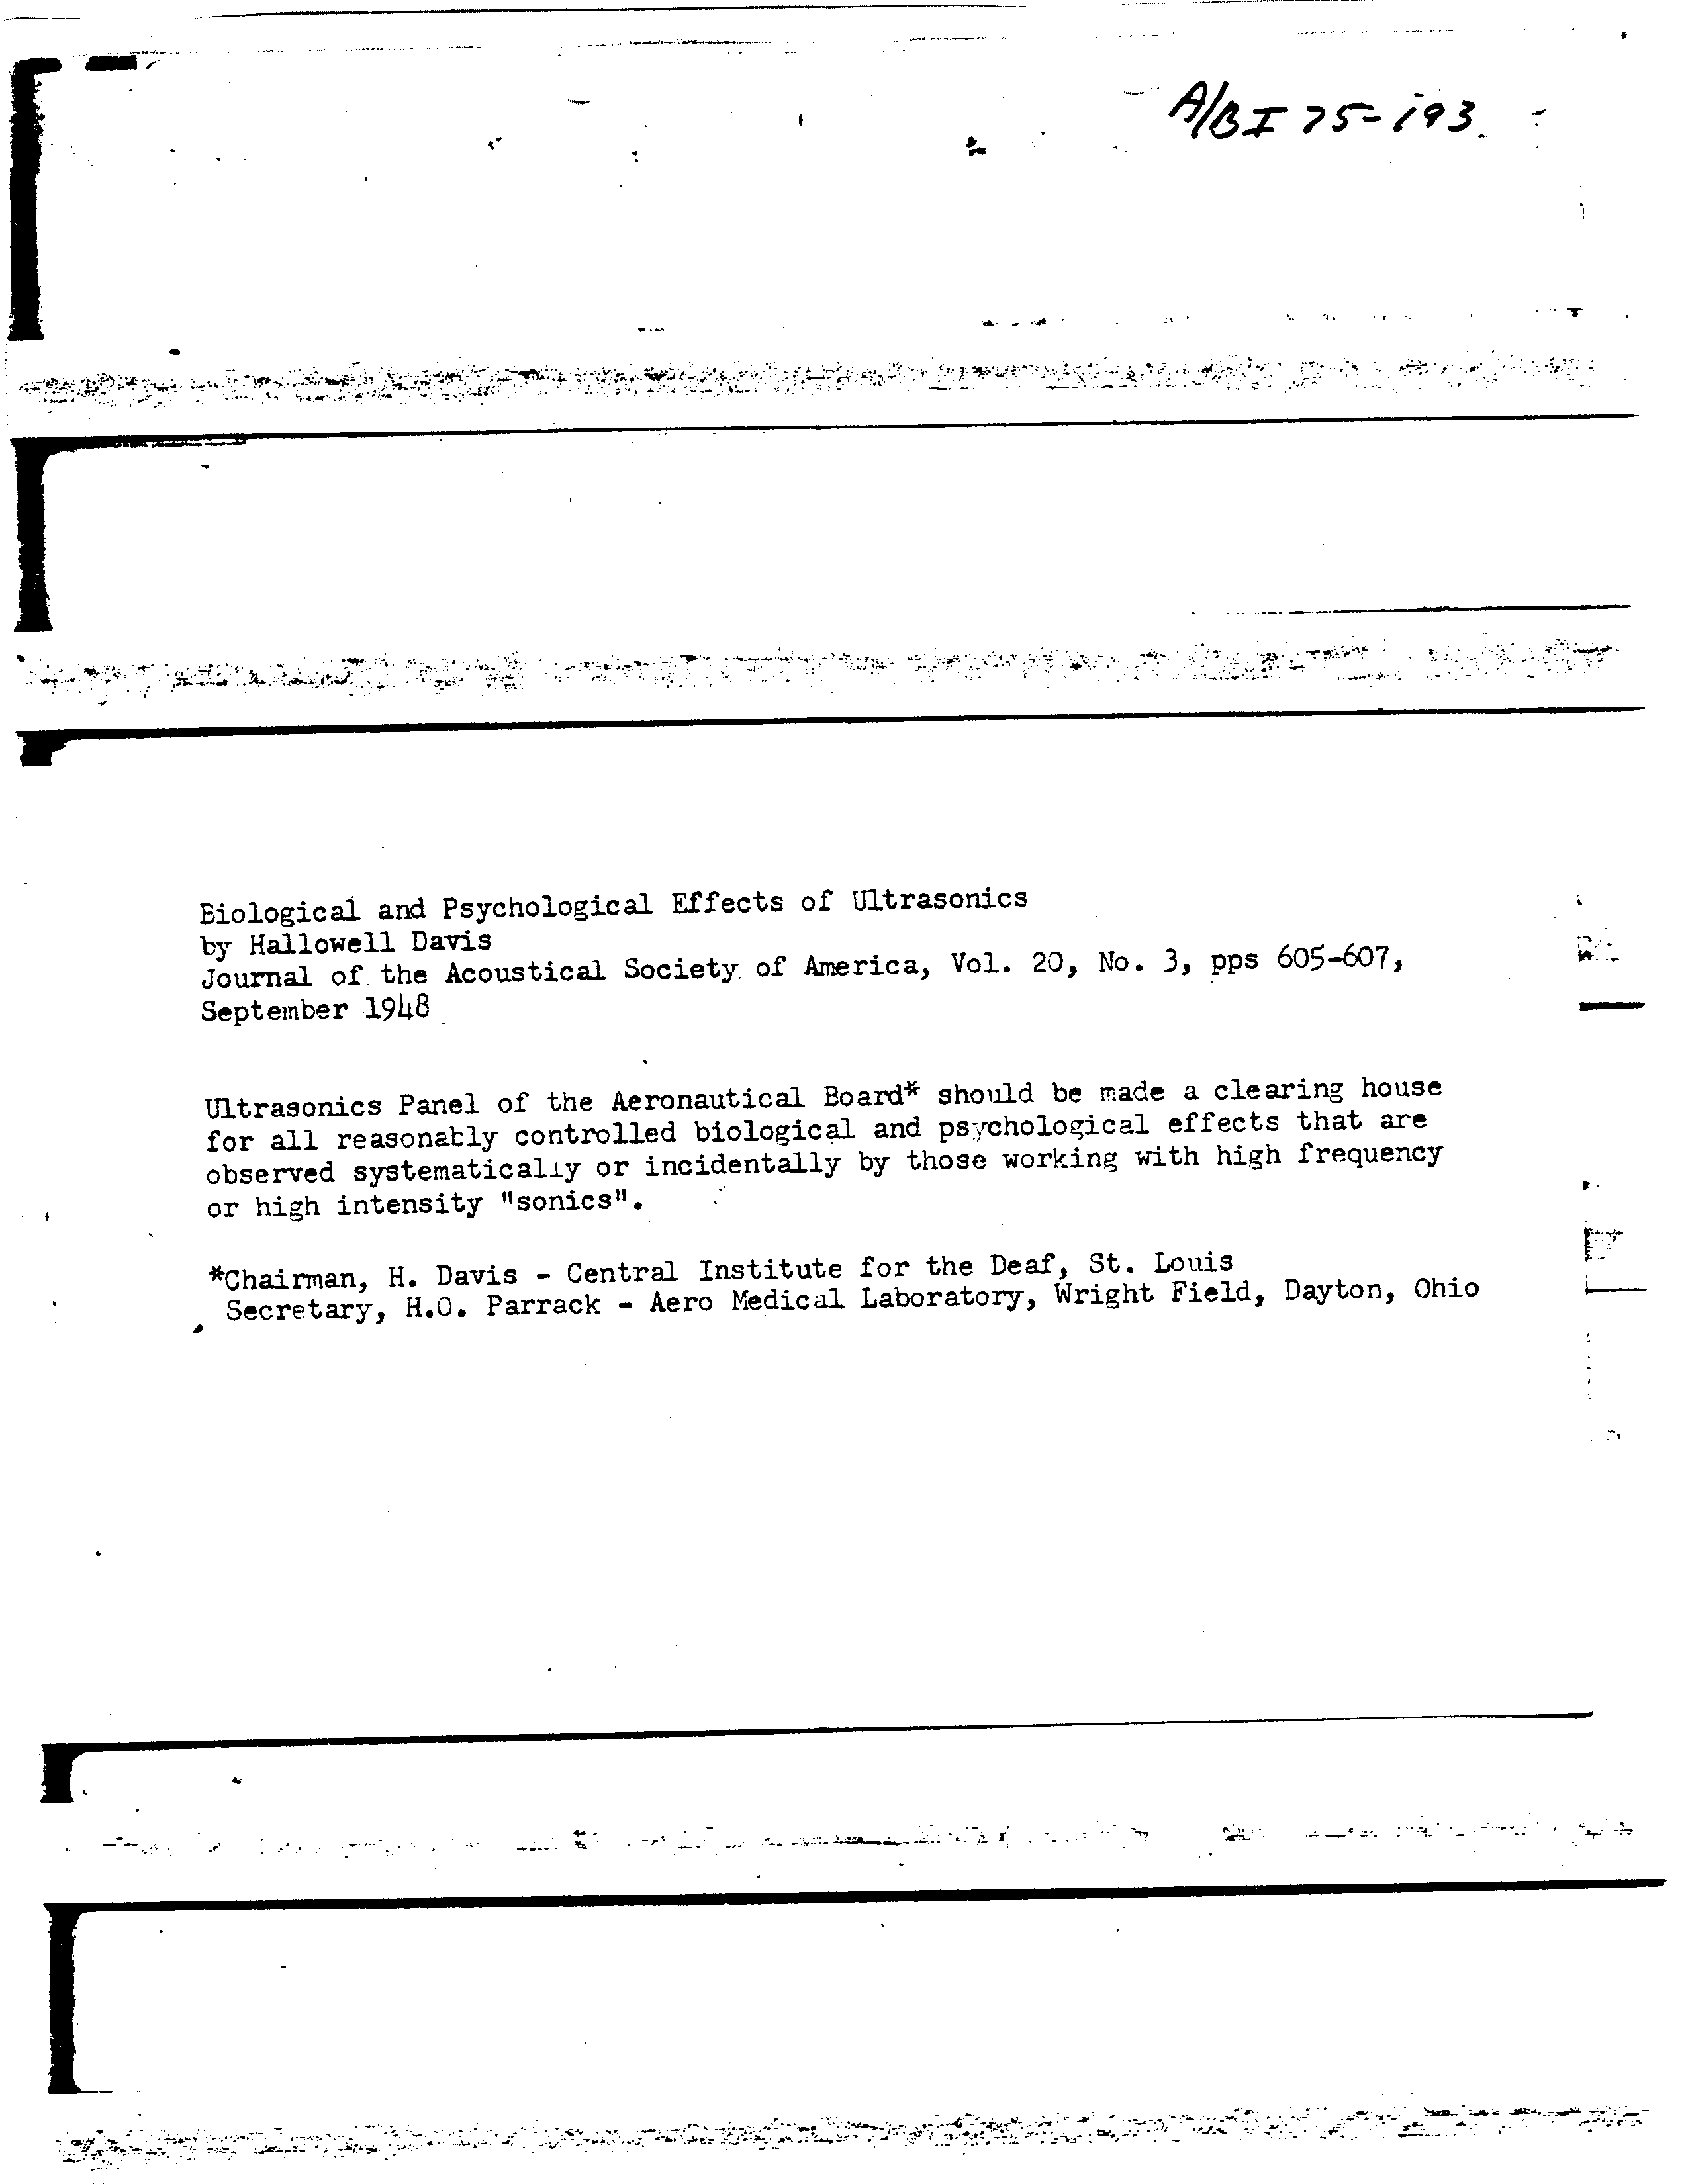 A/BI 75-193
Biological and Psychological Effects of Ultrasonics
by Hallowell Davis
Journal of the Acoustical Society of America, Vol. 20, No. 3, pps 605-607,
September 1948
Ultrasonics Panel of the Aeronautical Board* should be made a clearing house
for all reasonably controlled biological and psychological effects that are
observed systematically or incidentally by those working with high frequency
or high intensity "sonics".
*Chairman, H. Davis - Central Institute for the Deaf, St. Louis
Secretary, H.O. Parrack - Aero Medical Laboratory, Wright Field, Dayton, Ohio